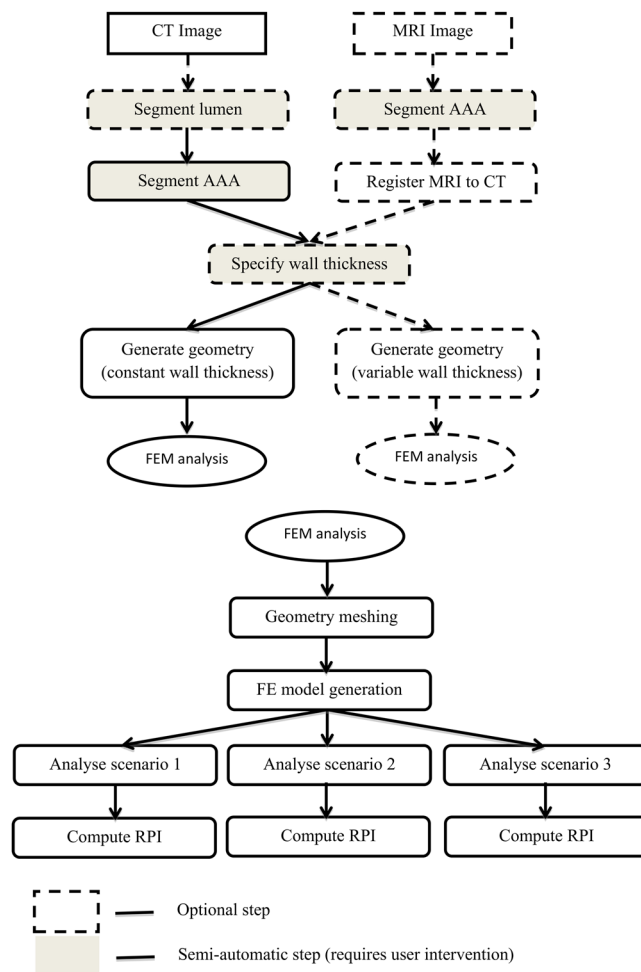 CT Image
MRI Image
Segment lumen
Segment AAA
Segment AAA
Register MRI to CT
Specify wall thickness
Generate geometry
(constant wall thickness)
Generate geometry
(variable wall thickness)
FEM analysis
FEM analysis
FEM analysis
Geometry meshing
FE model generation
Analyse scenario 1
Analyse scenario 2
Analyse scenario 3
Compute RPI
Compute RPI
Compute RPI
Optional step
Semi-automatic step (requires user intervention)